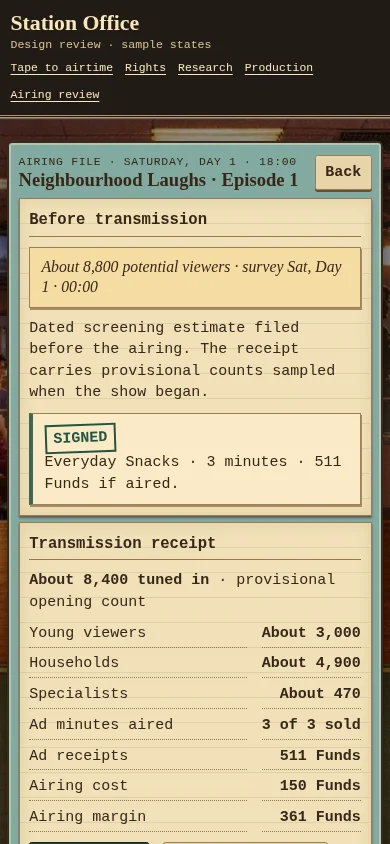 Station Office
Design review · sample states
Tape to airtime Rights Research Production
Airing review
AIRING FILE · SATURDAY, DAY 1 · 18:00
Neighbourhood Laughs · Episode 1
Back
Before transmission
About 8,800 potential viewers · survey Sat, Day
1 · 00:00
Dated screening estimate filed
before the airing. The receipt
carries provisional counts sampled
when the show began.
SIGNED
Everyday Snacks · 3 minutes · 511
Funds if aired.
Transmission receipt
About 8,400 tuned in · provisional
opening count
Young viewers About 3,000
Households About 4,900
Specialists About 470
Ad minutes aired 3 of 3 sold
Ad receipts 511 Funds
Airing cost 150 Funds
Airing margin 361 Funds